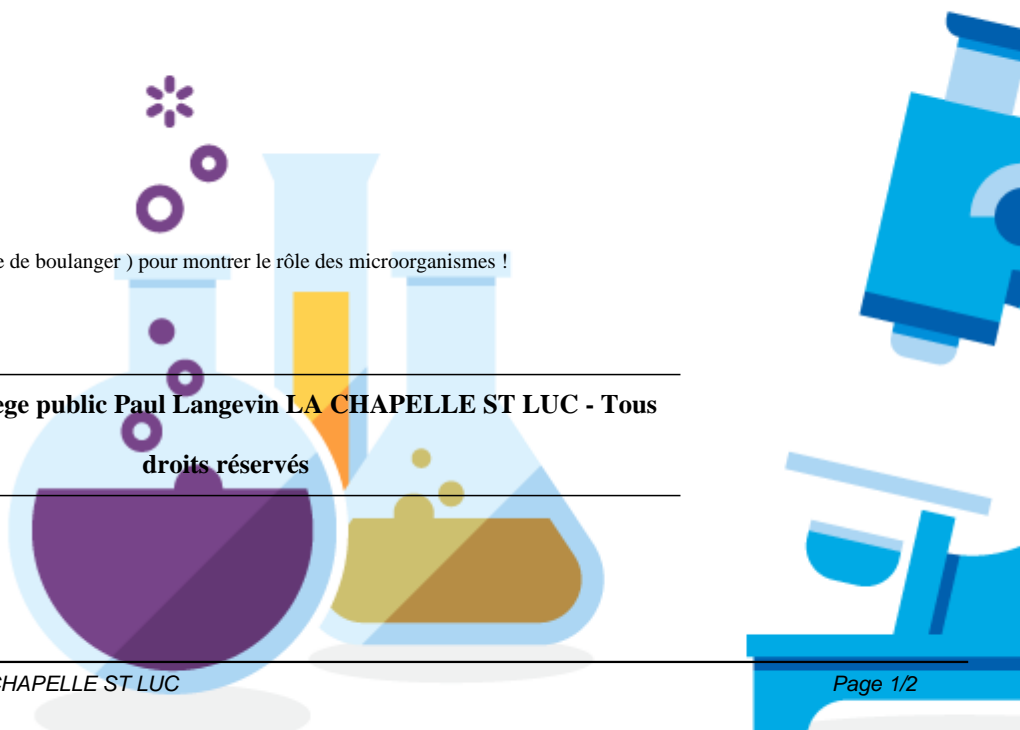 de boulanger ) pour montrer le rôle des microorganismes !
public Paul Langevin LA CHAPELLE ST LUC - Tous
droits réservés
CHAPELLE ST LUC
Page 1/2